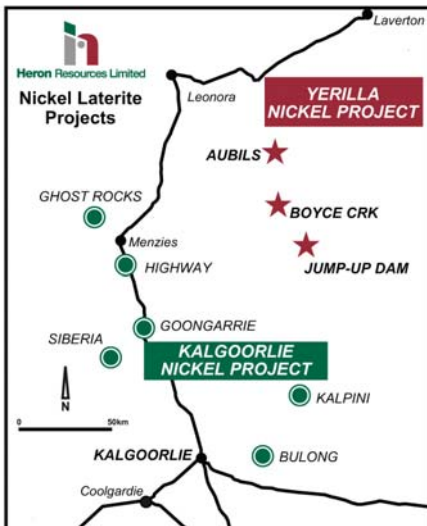 Laverton
Heron Resources Limited
Nickel Laterite
Projects
Leonora
YERILLA
NICKEL PROJECT
AUBILS
GHOST ROCKS
BOYCE CRK
Menzies
JUMP-UP DAM
HIGHWAY
GOONGARRIE
SIBERIA
KALGOORLIE
NICKEL PROJECT
N
KALPINI
0 50km
KALGOORLIE
BULONG
Coolgardie